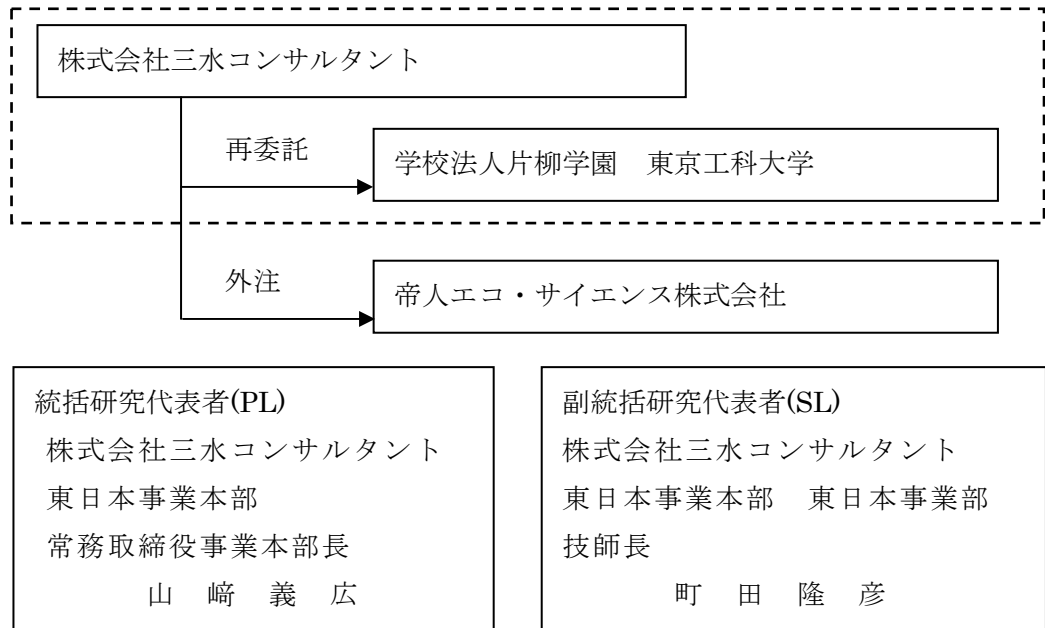 株式会社三水コンサルタント
再委託
学校法人片柳学園　東京工科大学
外注
帝人エコ・サイエンス株式会社
統括研究代表者(PL)
株式会社三水コンサルタント
東日本事業本部
常務取締役事業本部長
山　﨑　義　広
副統括研究代表者(SL)
株式会社三水コンサルタント
東日本事業本部　東日本事業部
技師長
町　田　隆　彦